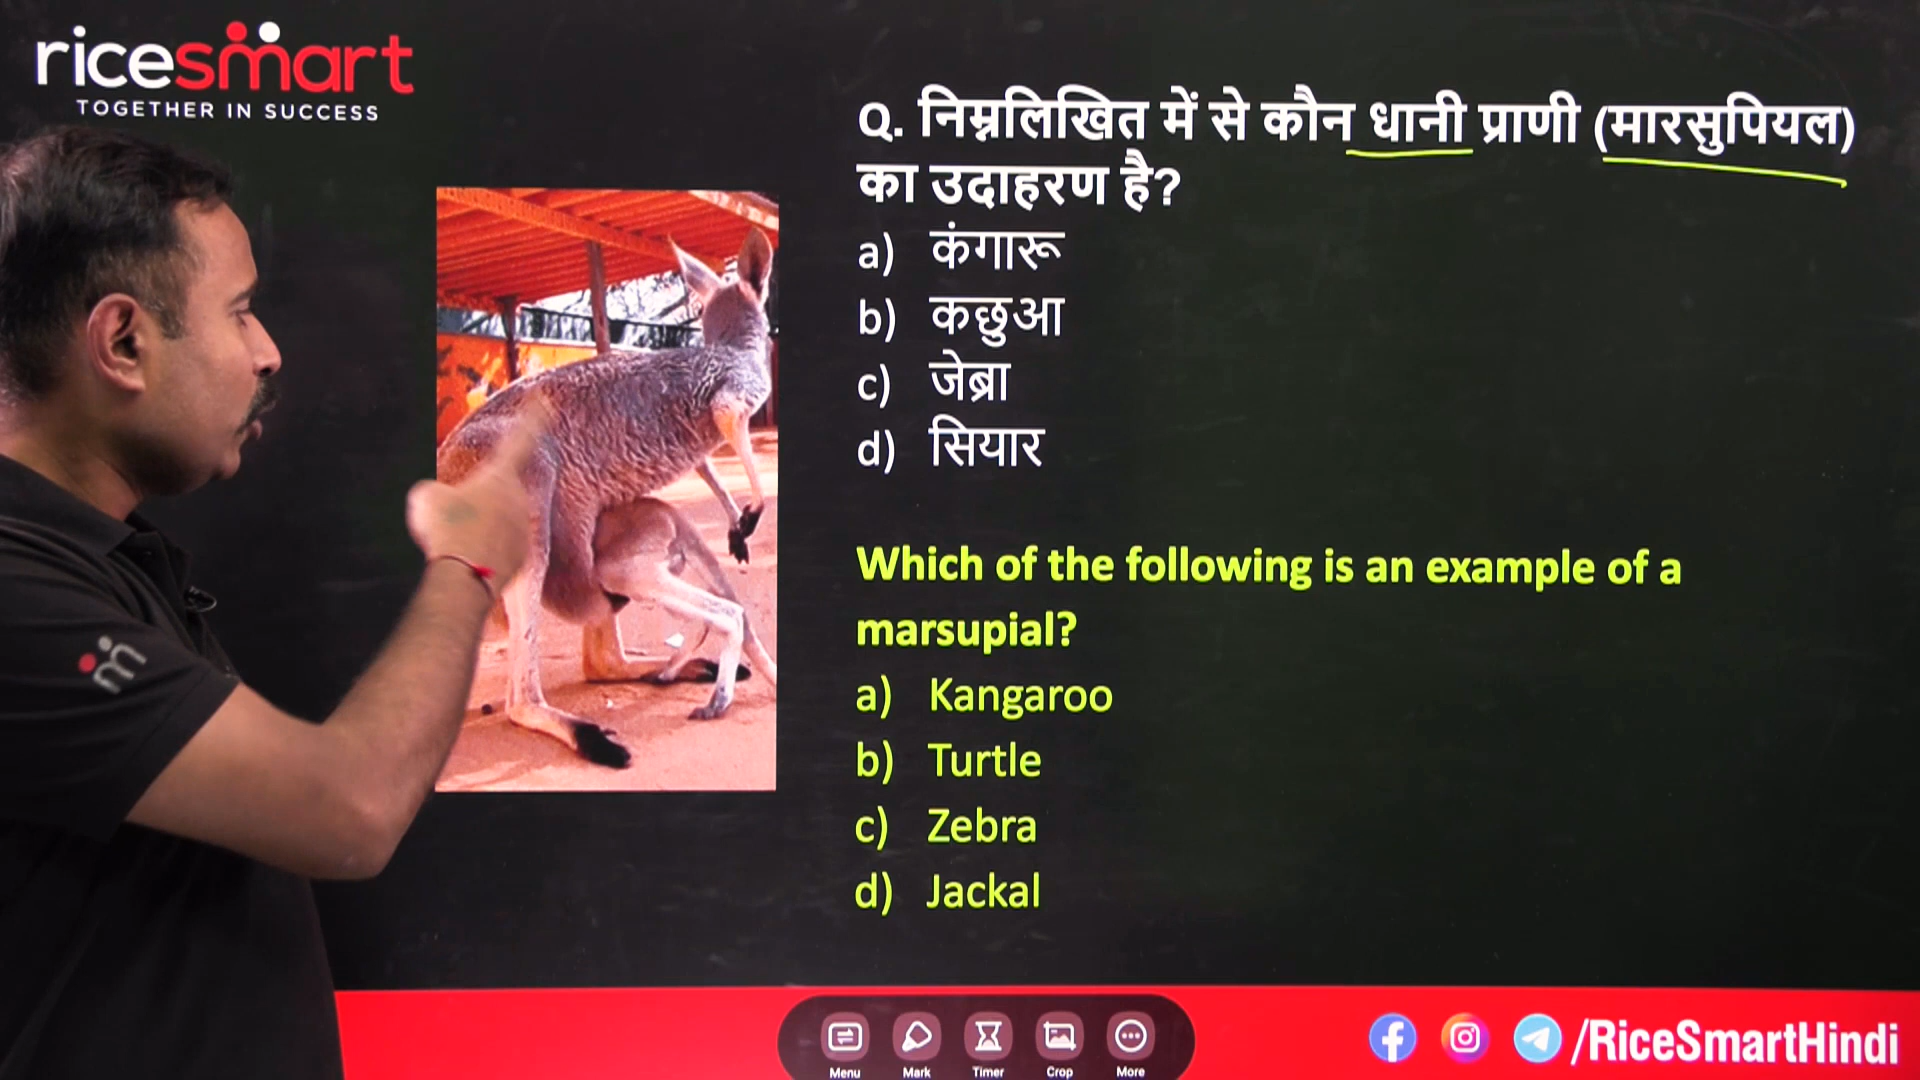 ricesmart
TOGETHER IN SUCCESS
Q. निम्नलिखित में से कौन धानी प्राणी (मारसुपियल)
का उदाहरण है?
a) कंगारू
b) कछुआ
c) जेब्रा
d) सियार
Which of the following is an example of a
marsupial?
a) Kangaroo
b) Turtle
c) Zebra
d) Jackal
Menu Mark Timer Crop More
/RiceSmartHindi